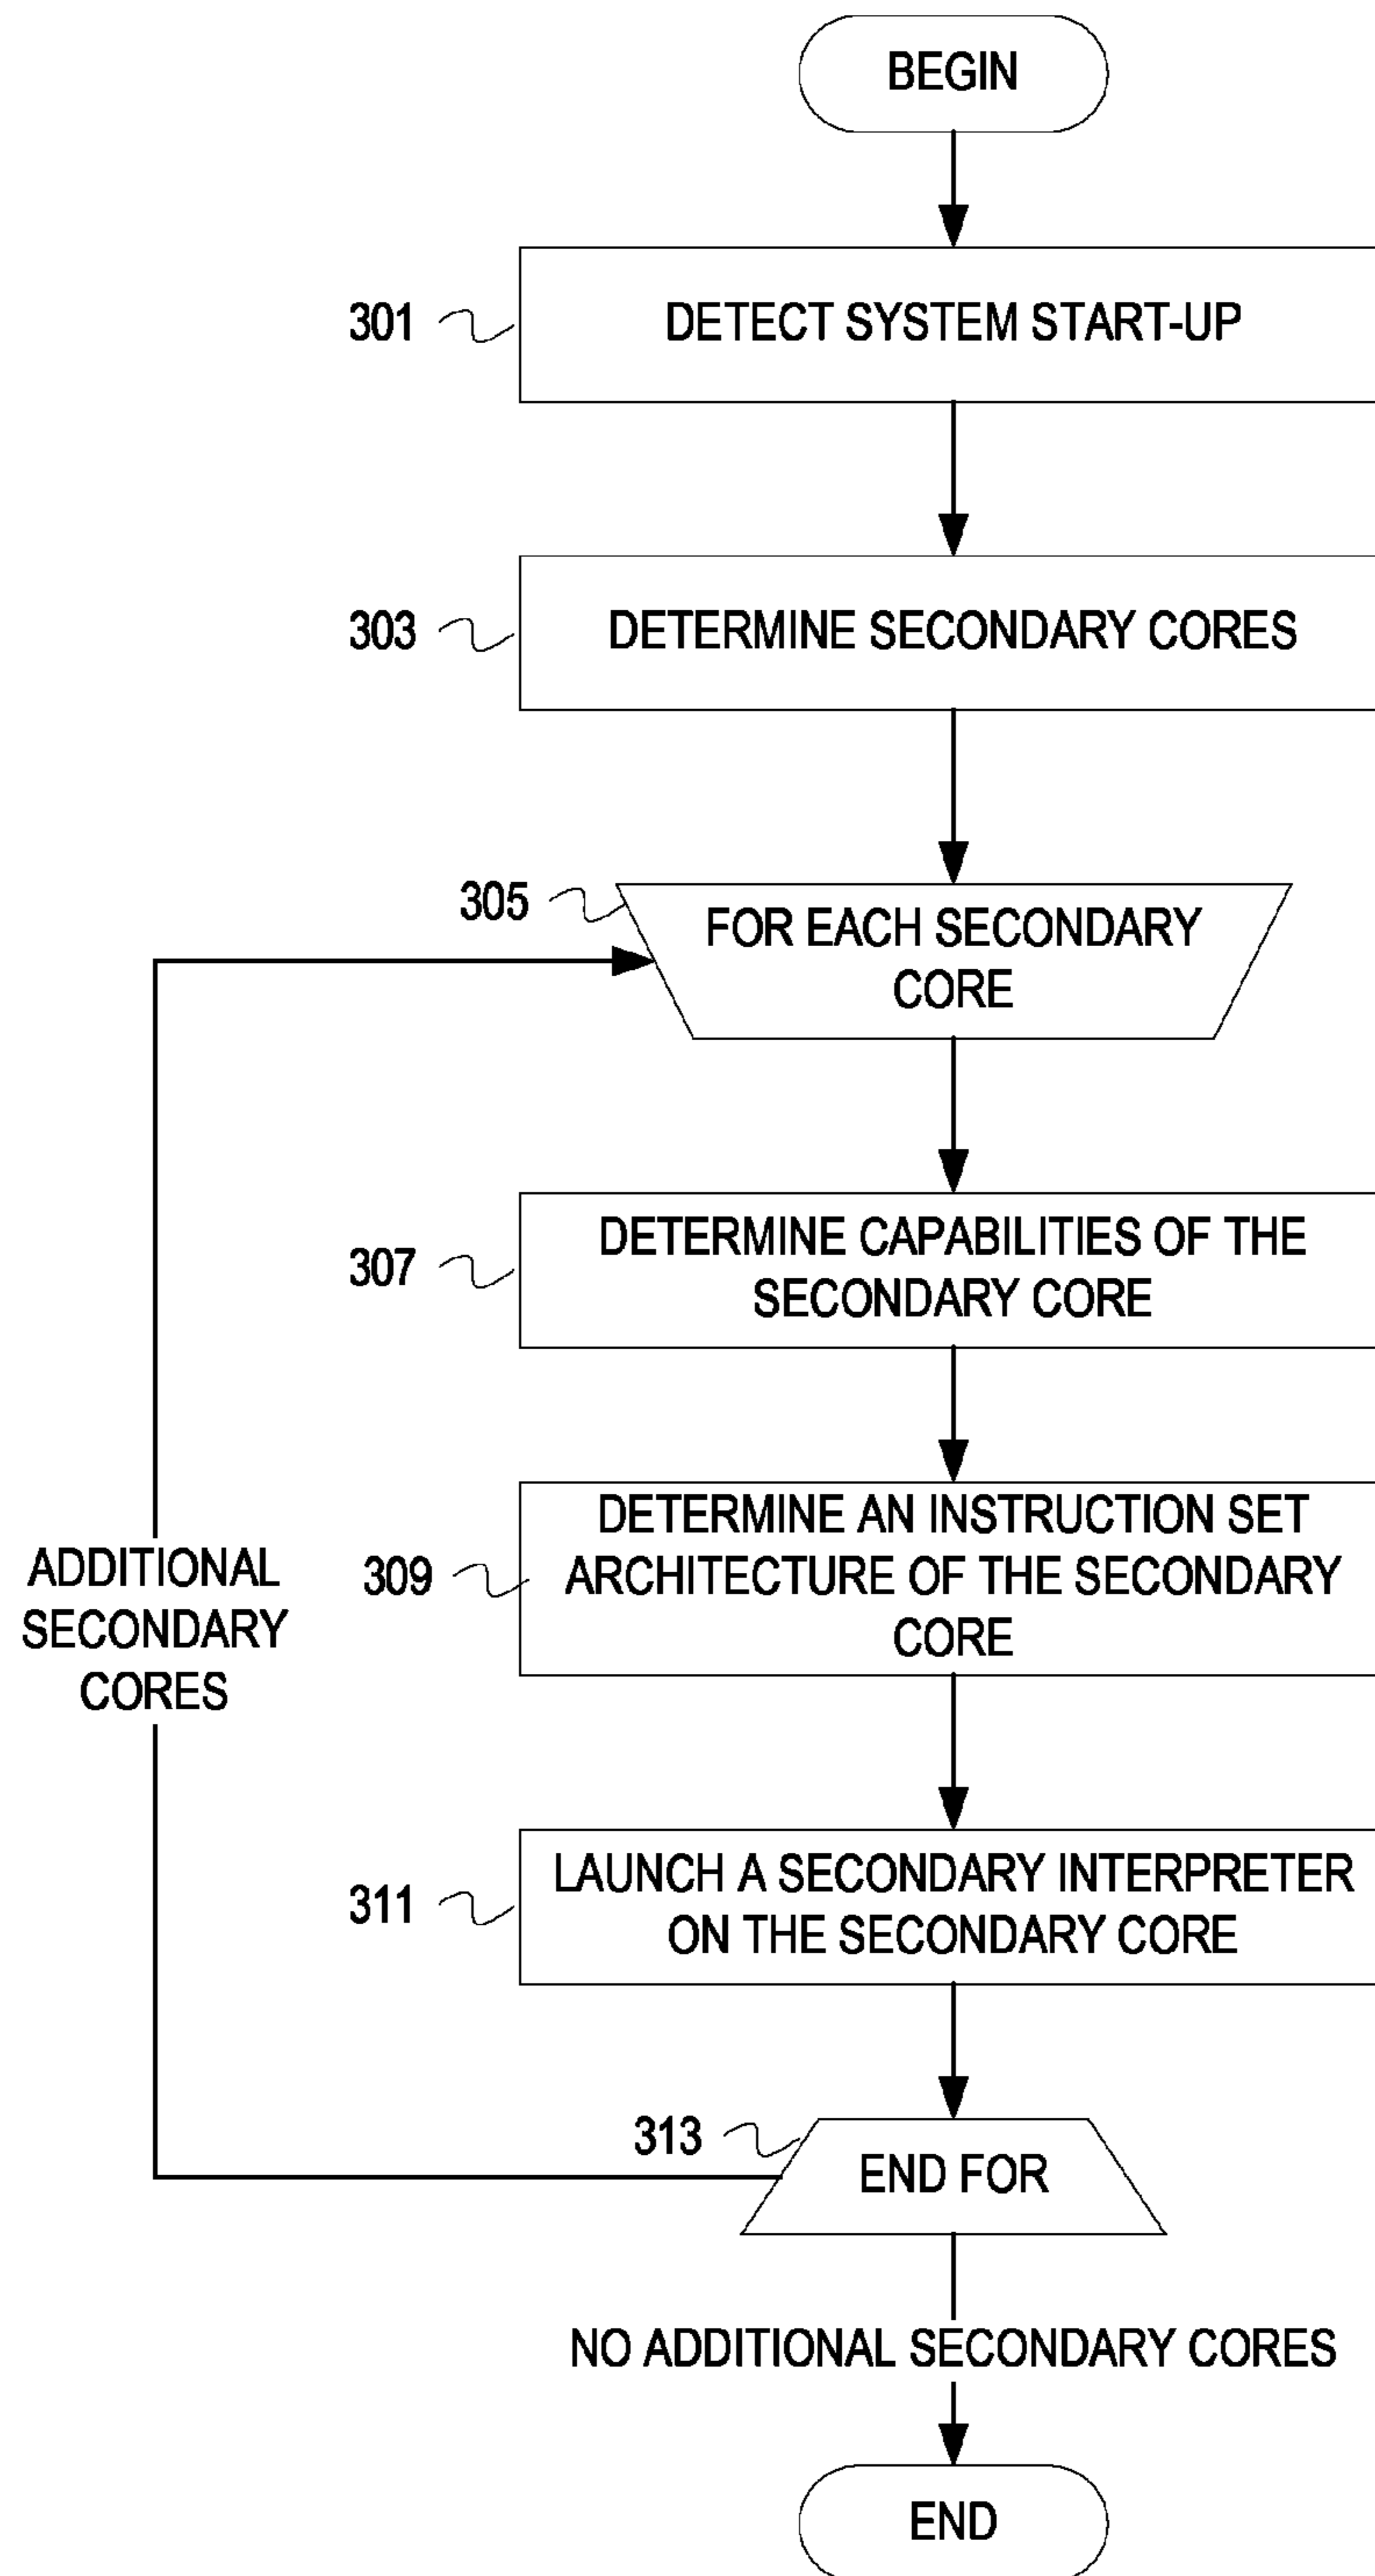 BEGIN
301
DETECT SYSTEM START-UP
303
DETERMINE SECONDARY CORES
305
FOR EACH SECONDARY
CORE
307
DETERMINE CAPABILITIES OF THE
SECONDARY CORE
309
DETERMINE AN INSTRUCTION SET
ARCHITECTURE OF THE SECONDARY
CORE
ADDITIONAL
SECONDARY
CORES
311
LAUNCH A SECONDARY INTERPRETER
ON THE SECONDARY CORE
313
END FOR
NO ADDITIONAL SECONDARY CORES
END